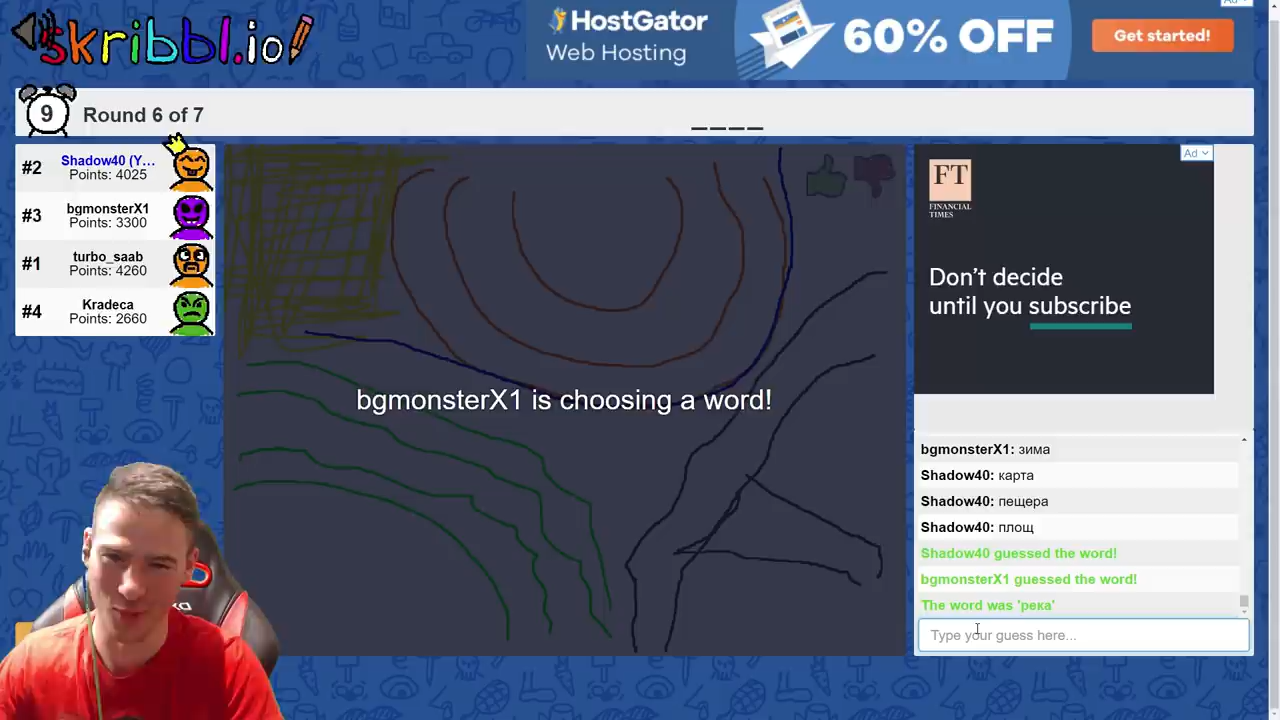 skribbl.io
HostGator
Web Hosting
60% OFF
Get started!
Ad
9
Round 6 of 7
____
#2
Shadow40 (Y...
Points: 4025
#3
bgmonsterX1
Points: 3300
#1
turbo_saab
Points: 4260
#4
Kradeca
Points: 2660
bgmonsterX1 is choosing a word!
Ad
FT
FINANCIAL
TIMES
Don’t decide
until you subscribe
bgmonsterX1: зима
Shadow40: карта
Shadow40: пещера
Shadow40: площ
Shadow40 guessed the word!
bgmonsterX1 guessed the word!
The word was 'река'
Type your guess here...